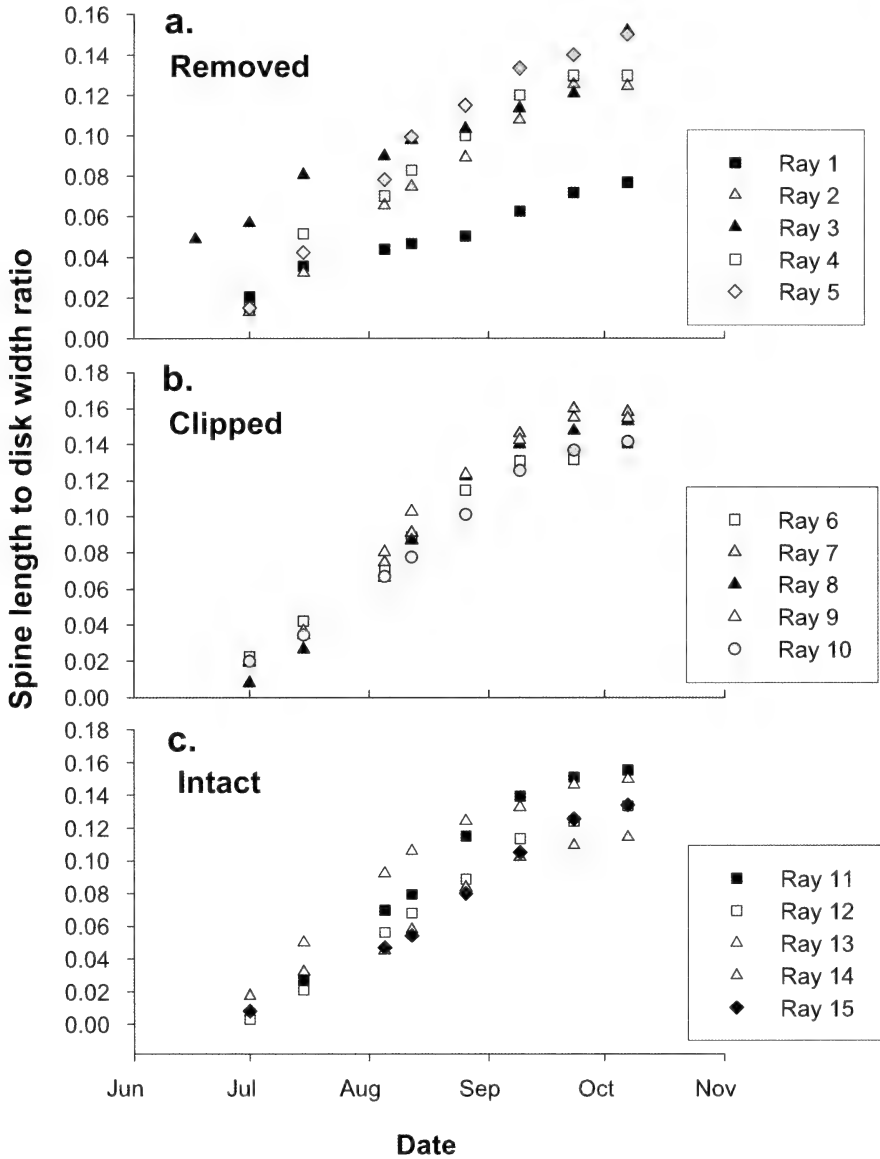 Spine length to disk width ratio
a.
Removed
0.16
0.14
0.12
0.10
0.08
0.06
0.04
0.02
0.00
Ray 1
Ray 2
Ray 3
Ray 4
Ray 5
b.
Clipped
0.18
0.16
0.14
0.12
0.10
0.08
0.06
0.04
0.02
0.00
Ray 6
Ray 7
Ray 8
Ray 9
Ray 10
c.
Intact
0.18
0.16
0.14
0.12
0.10
0.08
0.06
0.04
0.02
0.00
Ray 11
Ray 12
Ray 13
Ray 14
Ray 15
Jun Jul Aug Sep Oct Nov
Date